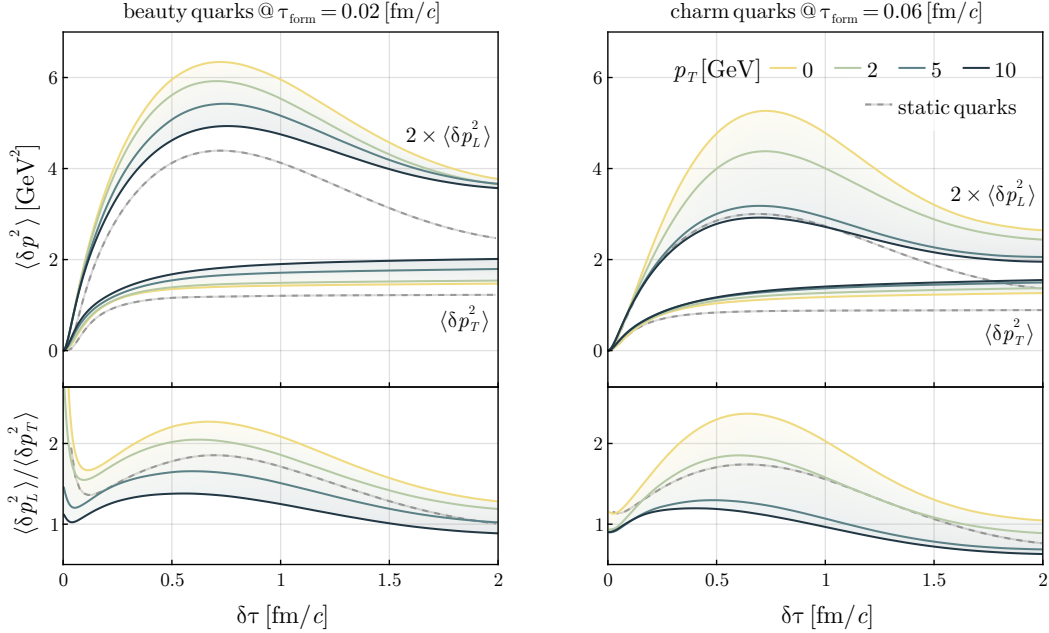 beauty quarks @ τ_form = 0.02 [fm/c]
charm quarks @ τ_form = 0.06 [fm/c]
p_T [GeV] 0 2 5 10
static quarks
⟨δp²⟩ [GeV²]
6
4
2
0
2 × ⟨δp_L²⟩
⟨δp_T²⟩
6
4
2
0
2 × ⟨δp_L²⟩
⟨δp_T²⟩
⟨δp_L²⟩/⟨δp_T²⟩
2
1
2
1
0 0.5 1 1.5 2
0 0.5 1 1.5 2
δτ [fm/c]
δτ [fm/c]